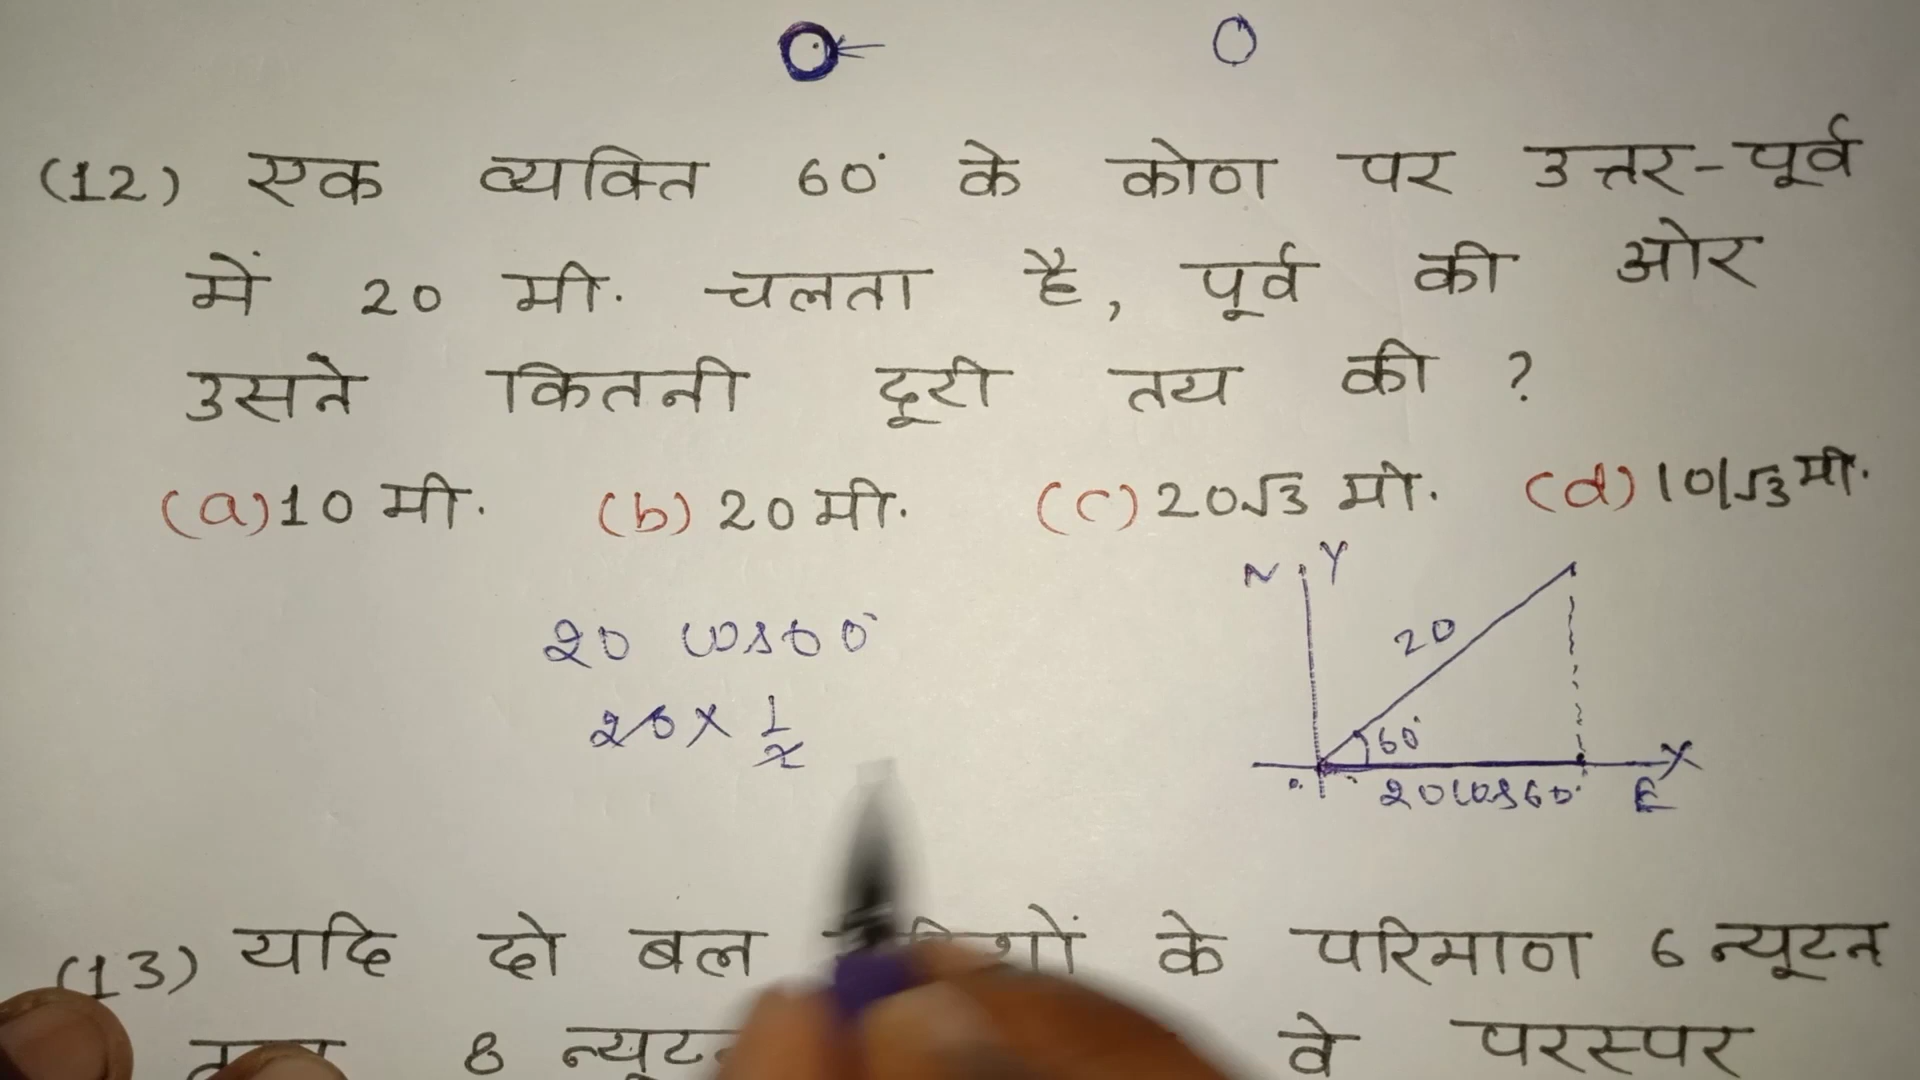 (12) एक व्यक्ति 60° के कोण पर उत्तर-पूर्व
में 20 मी. चलता है, पूर्व की ओर
उसने कितनी दूरी तय की ?
(a) 10 मी. (b) 20 मी. (c) 20√3 मी. (d) 10/√3 मी.
N Y
20 cos60°
20
20 × 1/2
60°
X
0. 20cos60° E
(13) यदि दो बल के परिमाण 6 न्यूटन
8 वे परस्पर